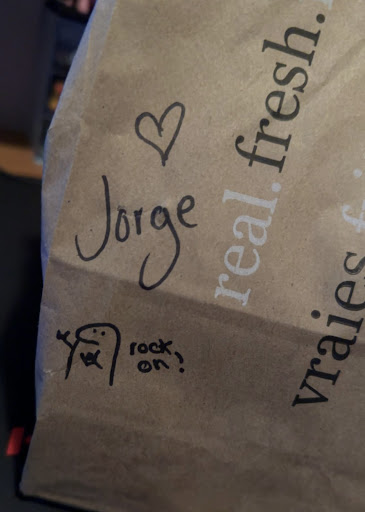 Jorge
rock
on!
real. fresh.
vraies.